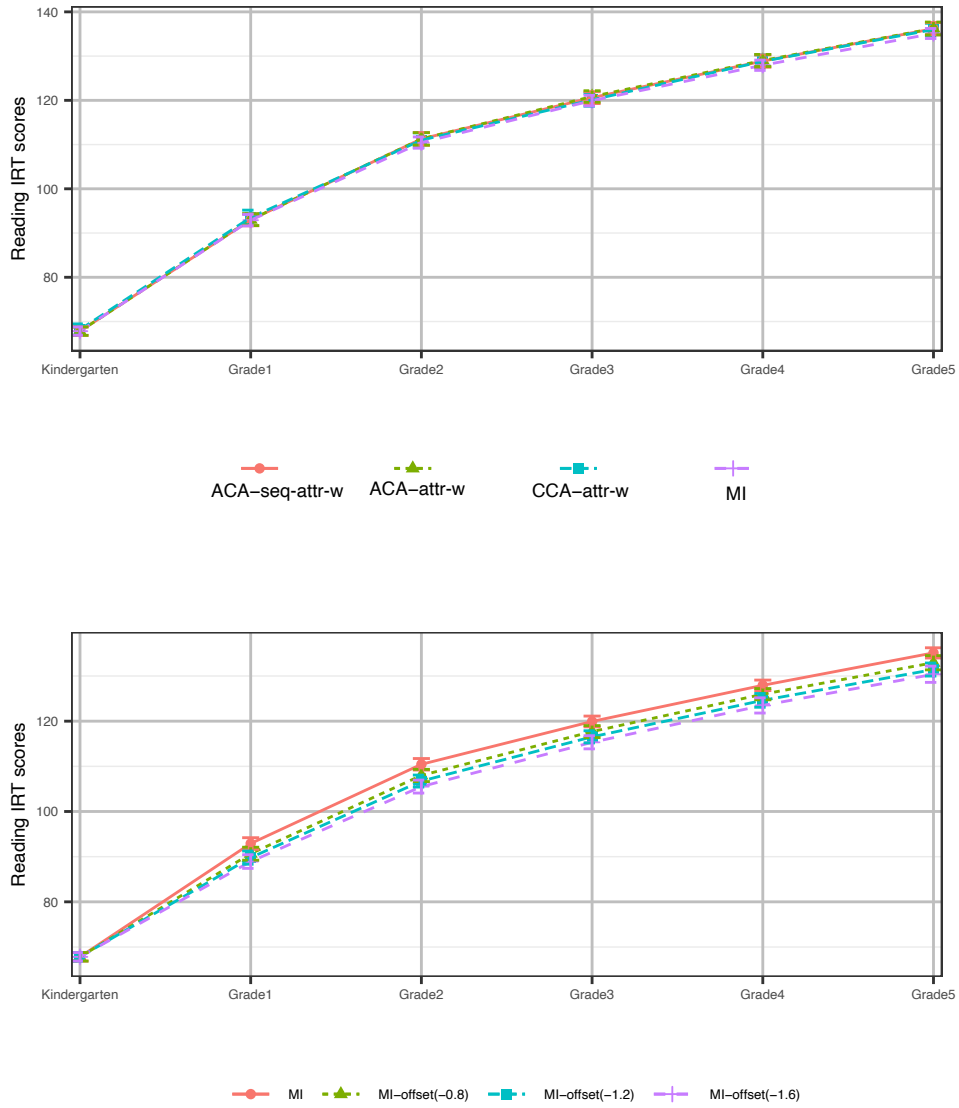 140
120
100
80
Reading IRT scores
Kindergarten Grade1 Grade2 Grade3 Grade4 Grade5
ACA−seq−attr−w ACA−attr−w CCA−attr−w MI
120
100
80
Reading IRT scores
Kindergarten Grade1 Grade2 Grade3 Grade4 Grade5
MI MI−offset(−0.8) MI−offset(−1.2) MI−offset(−1.6)